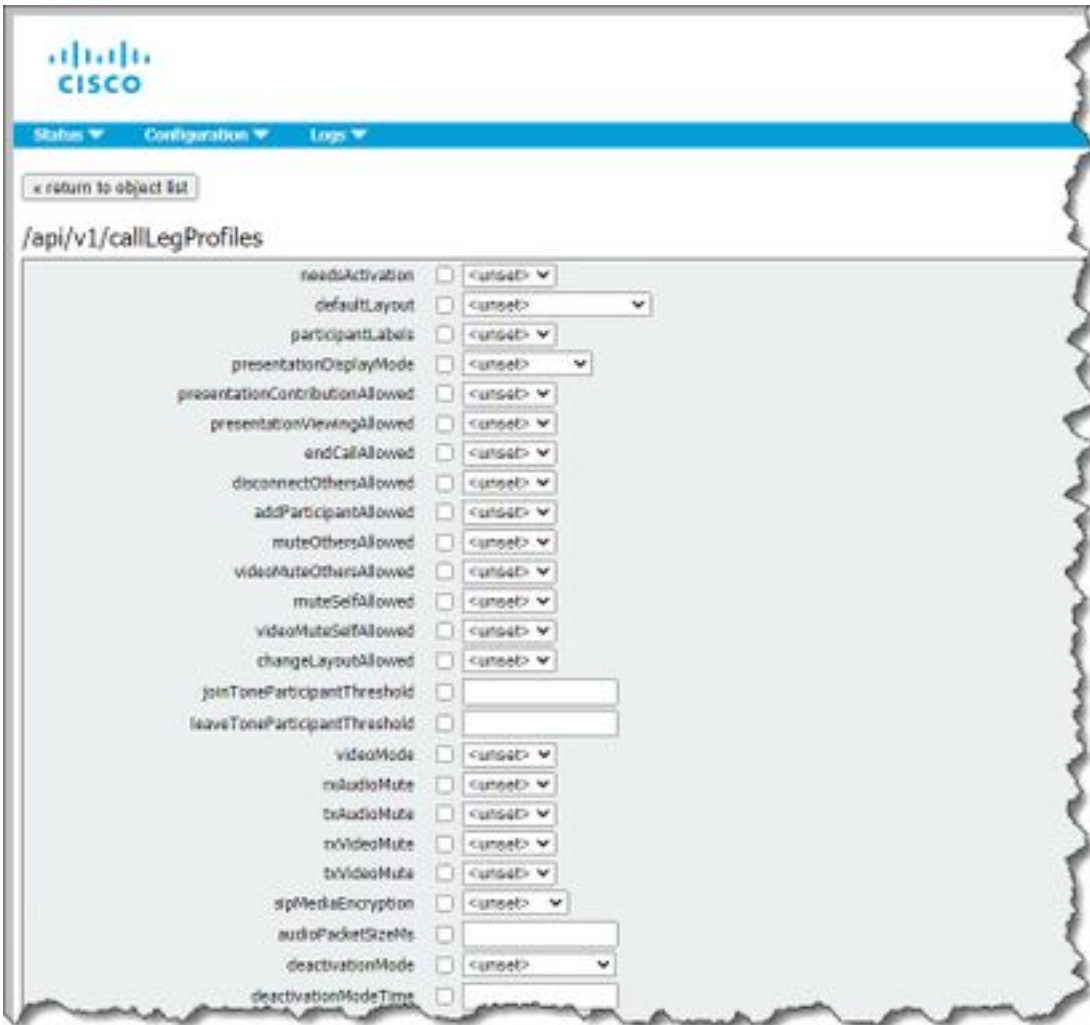 CISCO
Status Configuration Logs
« return to object list
/api/v1/callLegProfiles
needsActivation <unset>
defaultLayout <unset>
participantLabels <unset>
presentationDisplayMode <unset>
presentationContributionAllowed <unset>
presentationViewingAllowed <unset>
endCallAllowed <unset>
disconnectOthersAllowed <unset>
addParticipantAllowed <unset>
muteOthersAllowed <unset>
videoMuteOthersAllowed <unset>
muteSelfAllowed <unset>
videoMuteSelfAllowed <unset>
changeLayoutAllowed <unset>
joinToneParticipantThreshold
leaveToneParticipantThreshold
videoMode <unset>
rxAudioMute <unset>
txAudioMute <unset>
rxVideoMute <unset>
txVideoMute <unset>
sipMediaEncryption <unset>
audioPacketSizeMs
deactivationMode <unset>
deactivationModeTime